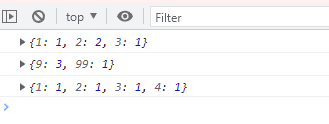 top ▾ Filter
▶ {1: 1, 2: 2, 3: 1}
▶ {9: 3, 99: 1}
▶ {1: 1, 2: 1, 3: 1, 4: 1}
>